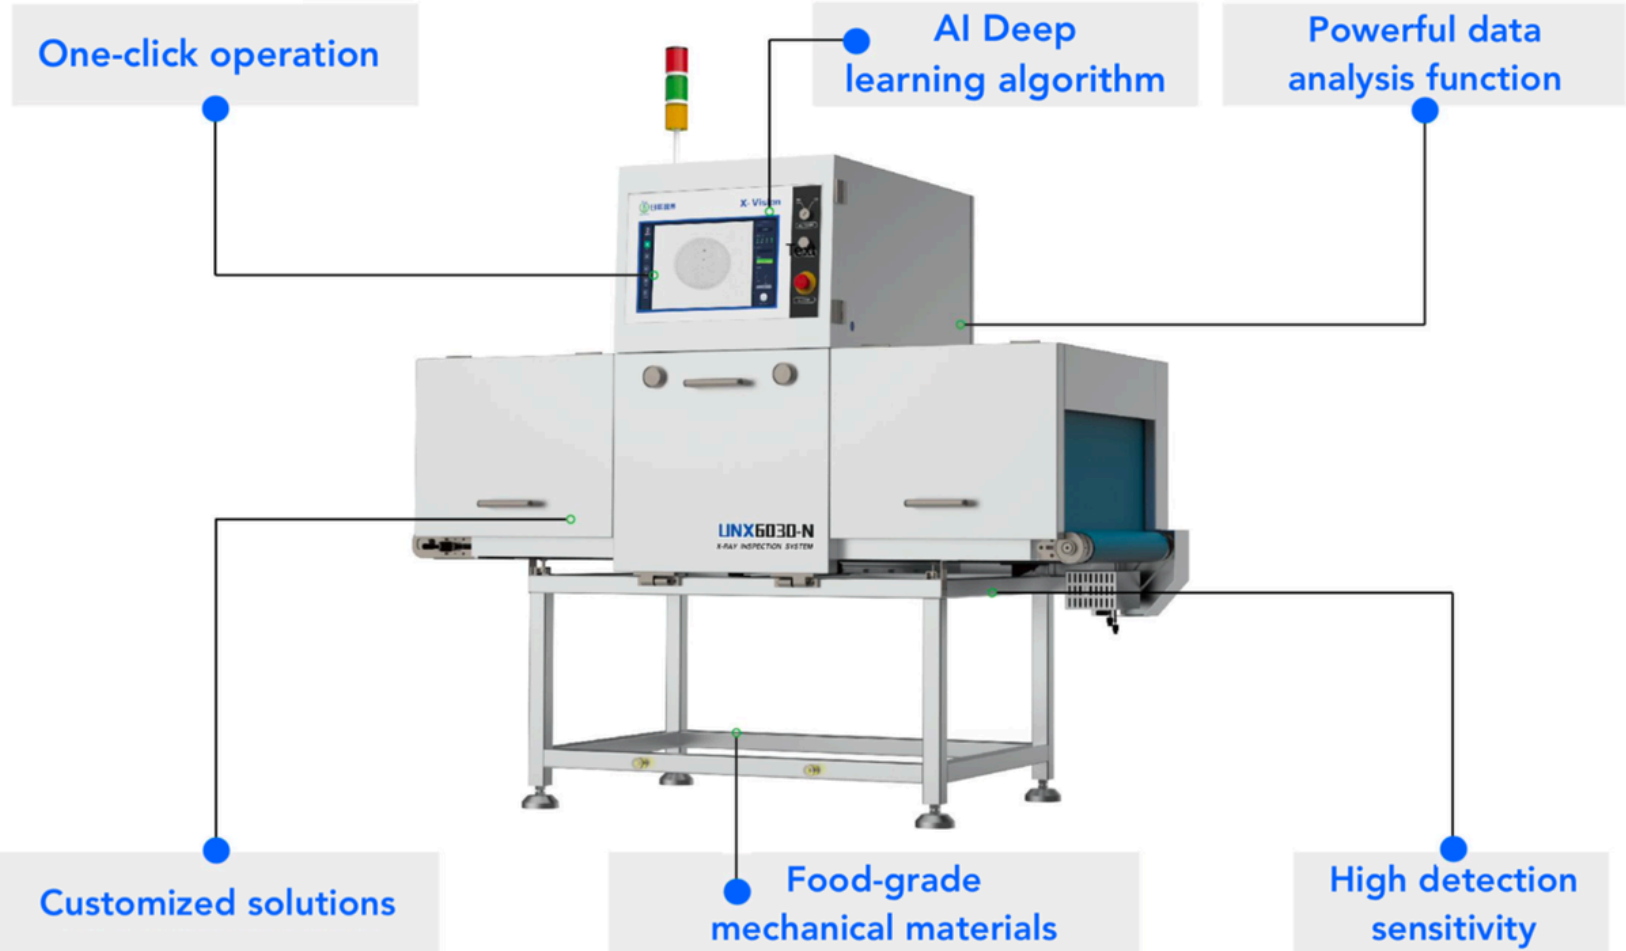 One-click operation
AI Deep
learning algorithm
Powerful data
analysis function
X-Vision
Text
UNX6030-N
X-RAY INSPECTION SYSTEM
Customized solutions
Food-grade
mechanical materials
High detection
sensitivity